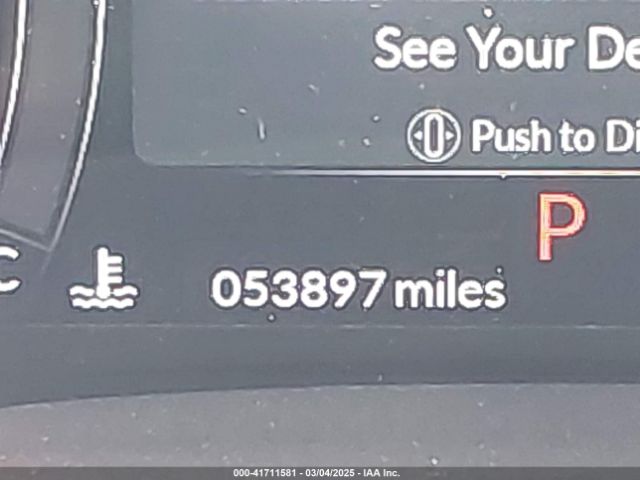 See Your De
Push to Di
P
C
053897 miles
000-41711581 - 03/04/2025 - IAA Inc.